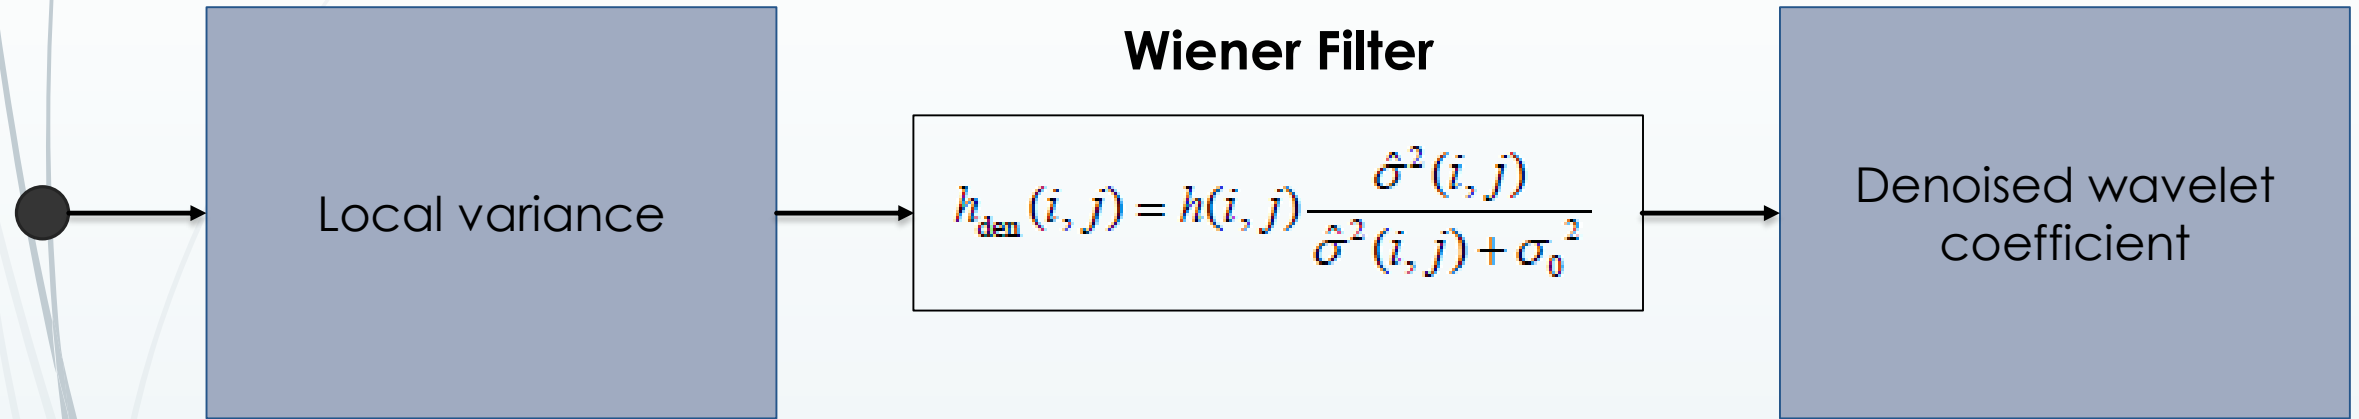 Wiener Filter
Local variance
h_den(i, j) = h(i, j) σ̂²(i, j) / (σ̂²(i, j) + σ₀²)
Denoised wavelet
coefficient